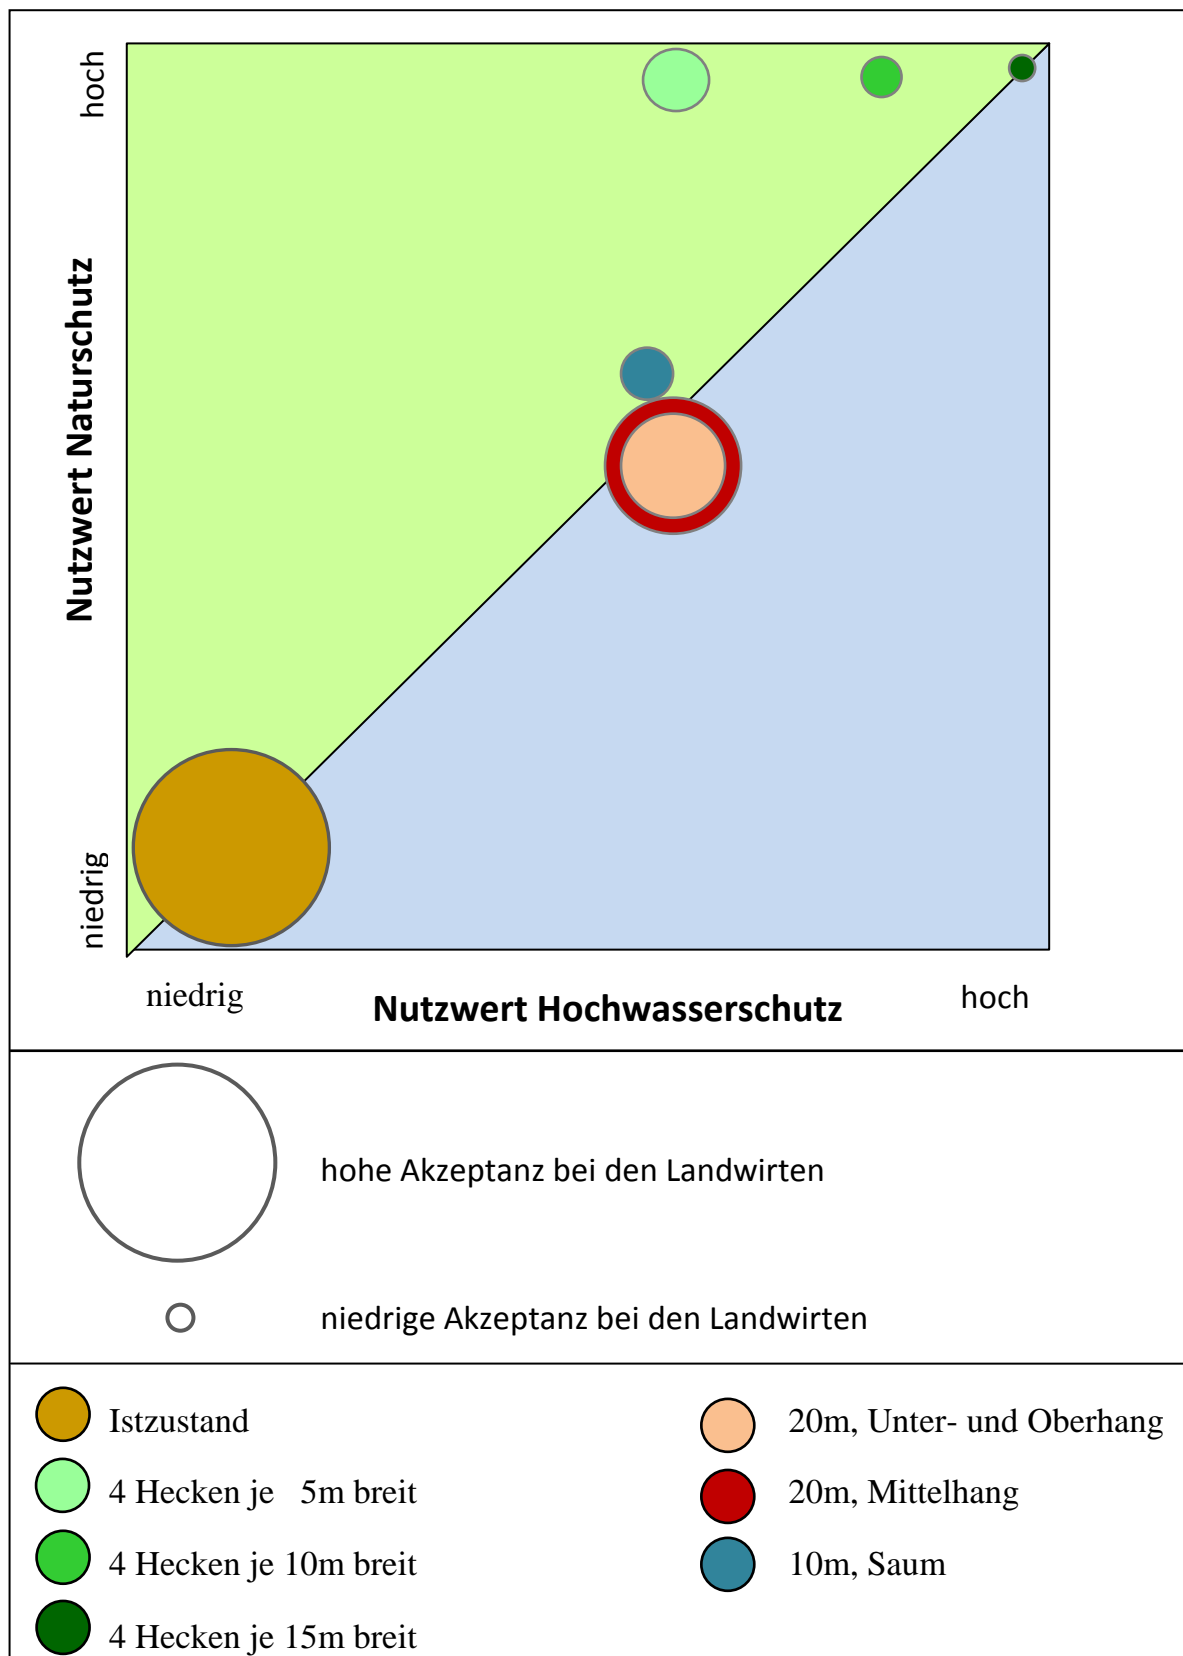 hoch
Nutzwert Naturschutz
niedrig
niedrig
Nutzwert Hochwasserschutz
hoch
hohe Akzeptanz bei den Landwirten
niedrige Akzeptanz bei den Landwirten
Istzustand
4 Hecken je 5m breit
4 Hecken je 10m breit
4 Hecken je 15m breit
20m, Unter- und Oberhang
20m, Mittelhang
10m, Saum